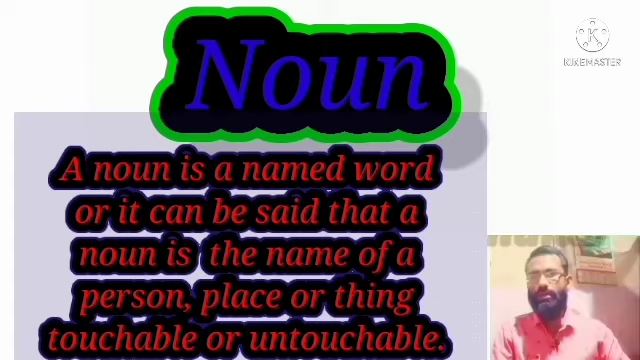 Noun
KINEMASTER
A noun is a named word
or it can be said that a
noun is the name of a
person, place or thing
touchable or untouchable.